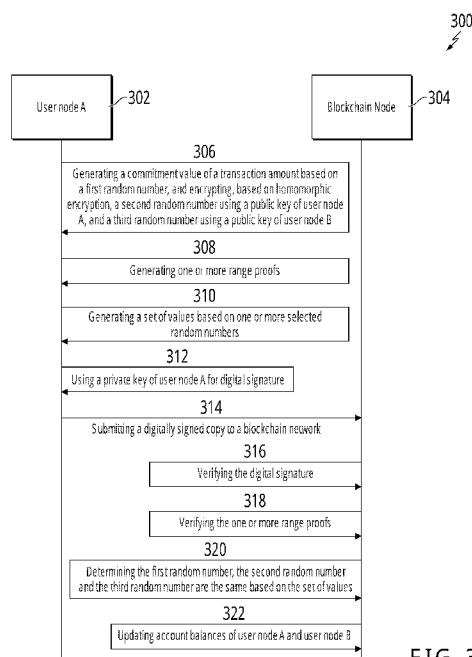 300
User node A
302
Blockchain Node
304
306
Generating a commitment value of a transaction amount based
on a first random number, and encrypting, based on homomorphic
encryption, a second random number using a public key of user node
A, and a third random number using a public key of user node B
308
Generating one or more range proofs
310
Generating a set of values based on one or more selected
random numbers
312
Using a private key of user node A for digital signature
314
Submitting a digitally signed copy to a blockchain network
316
Verifying the digital signature
318
Verifying the one or more range proofs
320
Determining the first random number, the second random number
and the third random number are the same based on the set of values
322
Updating account balances of user node A and user node B
FIG. 3